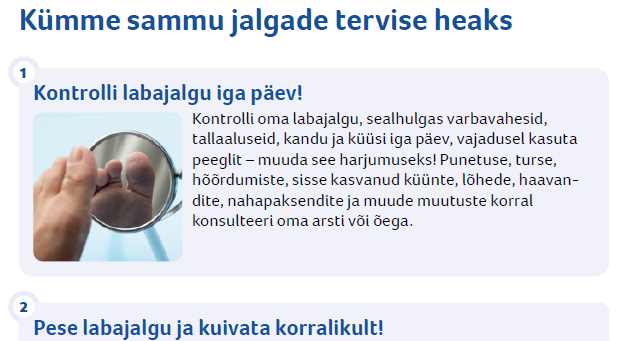 Kümme sammu jalgade tervise heaks
1
Kontrolli labajalgu iga päev!
Kontrolli oma labajalgu, sealhulgas varbavahesid,
tallaaluseid, kandu ja küüsi iga päev, vajadusel kasuta
peeglit – muuda see harjumuseks! Punetuse, turse,
hõõrdumiste, sisse kasvanud küünte, lõhede, haavan-
dite, nahapaksendite ja muude muutuste korral
konsulteeri oma arsti või õega.
2
Pese labajalgu ja kuivata korralikult!